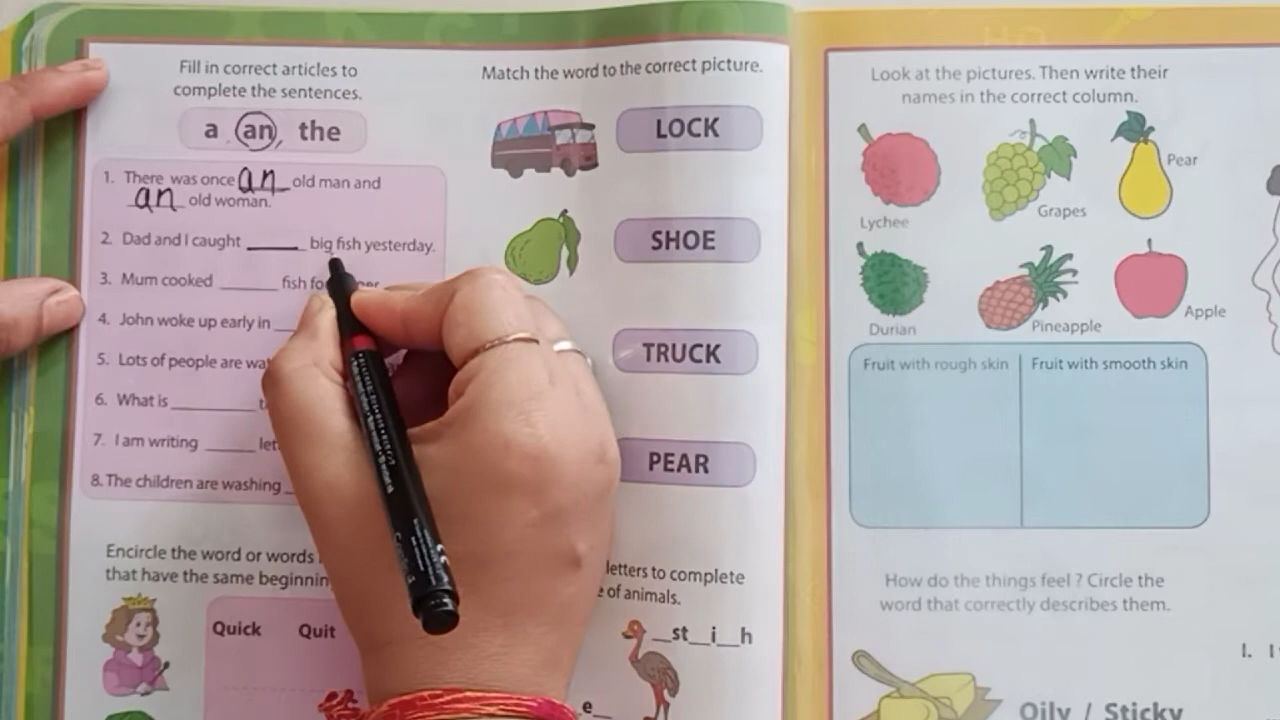 Fill in correct articles to
complete the sentences.
a an the
1. There was once an old man and
an old woman.
2. Dad and I caught ______ big fish yesterday.
3. Mum cooked ______ fish
4. John woke up early in
5. Lots of people are
6. What is ______
7. I am writing ______
8. The children are washing
Encircle the word or words
that have the same
Quick Quit
Match the word to the correct picture.
LOCK
SHOE
TRUCK
PEAR
letters to complete
of animals.
__st__i__h
e__
Look at the pictures. Then write their
names in the correct column.
Lychee
Grapes
Pear
Durian
Pineapple
Apple
Fruit with rough skin
Fruit with smooth skin
How do the things feel ? Circle the
word that correctly describes them.
Oily / Sticky